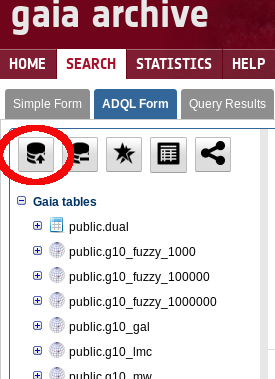 gaia archive
HOME SEARCH STATISTICS HELP
Simple Form ADQL Form Query Results
Gaia tables
public.dual
public.g10_fuzzy_1000
public.g10_fuzzy_100000
public.g10_fuzzy_1000000
public.g10_gal
public.g10_lmc
public.g10_mw